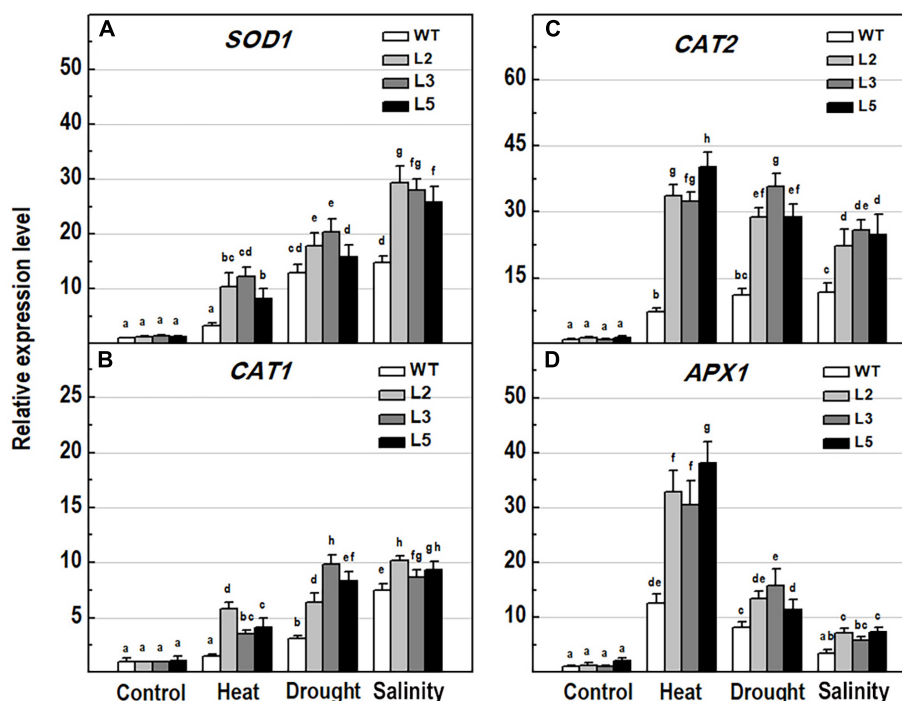 Relative expression level
A
SOD1
WT
L2
L3
L5
50
40
30
20
10
a a a a
a bc cd b
cd e e d
d g fg f
B
CAT1
WT
L2
L3
L5
25
20
15
10
5
a a a a
a d bc c
b d h ef
e h fg gh
Control Heat Drought Salinity
C
CAT2
WT
L2
L3
L5
60
45
30
15
a a a a
b g fg h
bc ef g ef
c d de d
D
APX1
WT
L2
L3
L5
50
40
30
20
10
a a a a
de f f g
c de e d
ab c bc c
Control Heat Drought Salinity